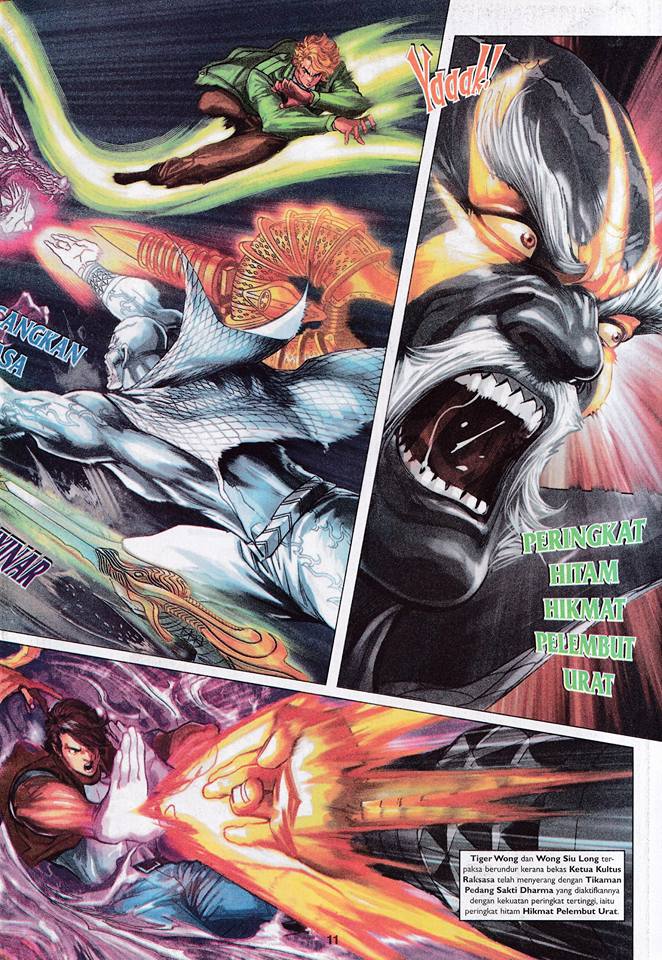 Yaaak!!
SA
PERINGKAT
HITAM
HIKMAT
PELEMBUT
URAT
Tiger Wong dan Wong Siu Long ter-
paksa berundur kerana bekas Ketua Kultus
Raksasa telah menyerang dengan Tikaman
Pedang Sakti Dharma yang diaktifkannya
dengan kekuatan peringkat tertinggi, iaitu
peringkat hitam Hikmat Pelembut Urat.
11